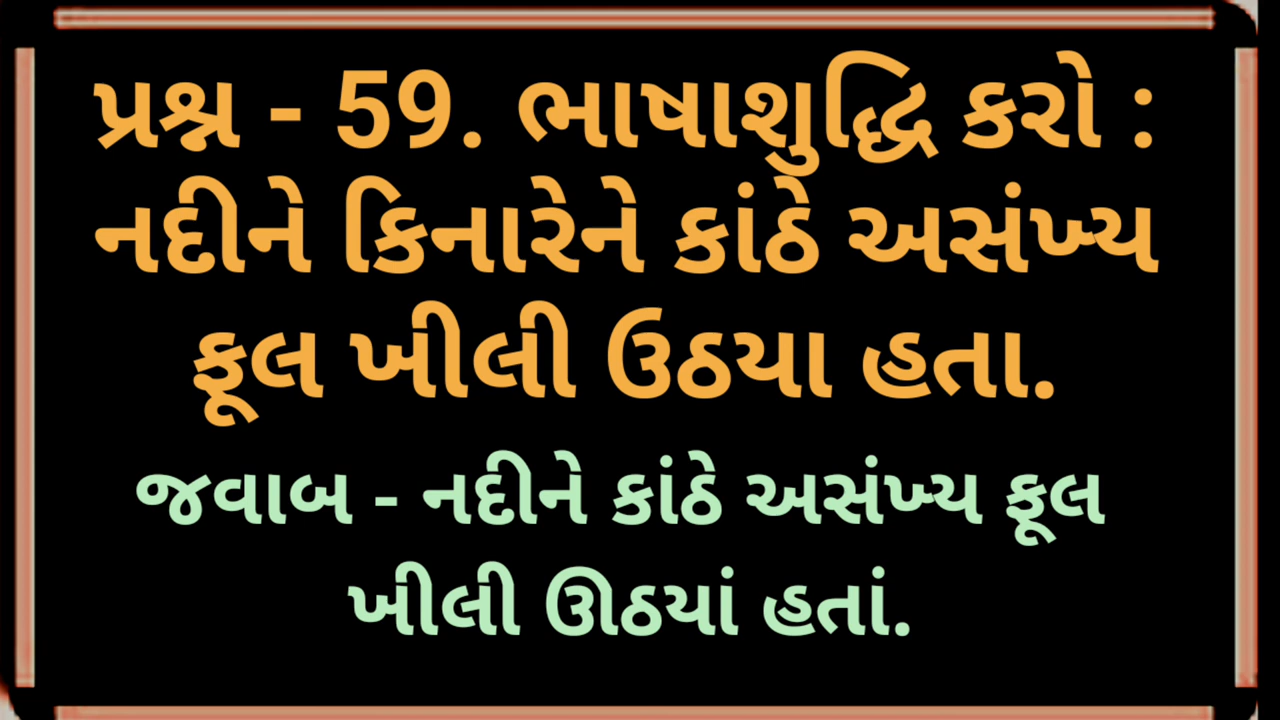 પ્રશ્ન - 59. ભાષાશુદ્ધિ કરો :
નદીને કિનારેને કાંઠે અસંખ્ય
ફૂલ ખીલી ઉઠયા હતા.
જવાબ - નદીને કાંઠે અસંખ્ય ફૂલ
ખીલી ઊઠયાં હતાં.